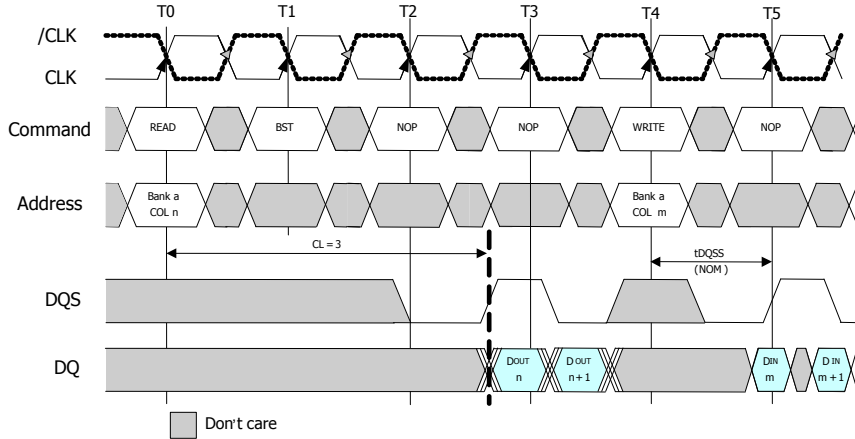 T0 T1 T2 T3 T4 T5
/CLK
CLK
Command READ BST NOP NOP WRITE NOP
Address Bank a COL n Bank a COL m
CL = 3
tDQSS
(NOM)
DQS
DQ DOUT n DOUT n+1 DIN m DIN m+1
Don't care